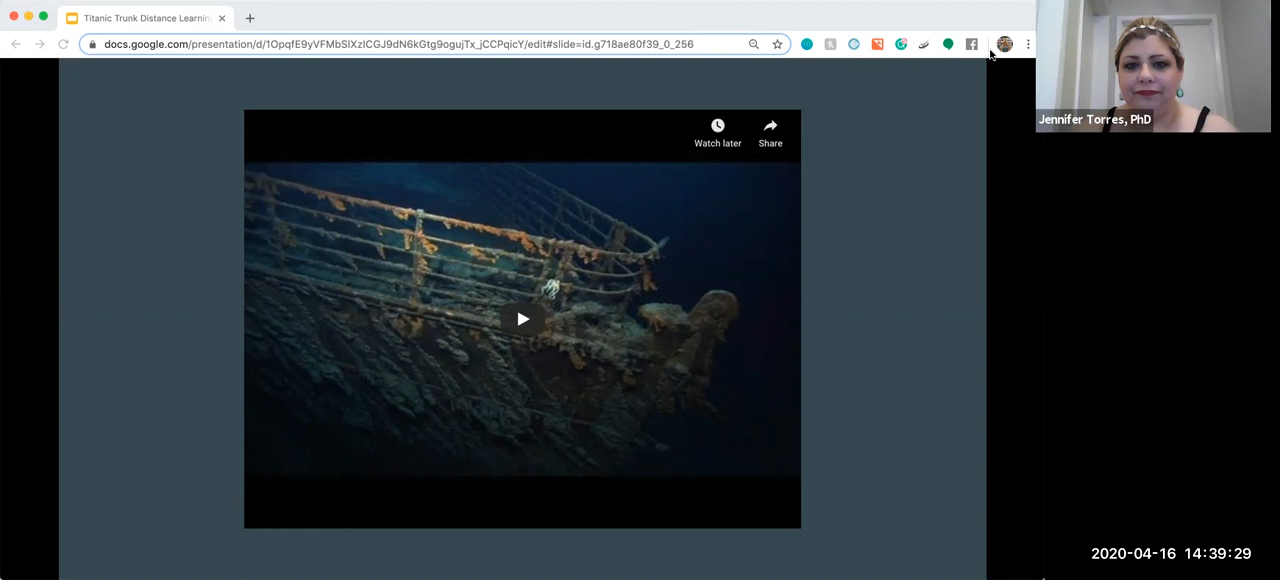 Titanic Trunk Distance Learnin
docs.google.com/presentation/d/1OpqfE9yVFMbSlXzlCGJ9dN6kGtg9ogujTx_jCCPqicY/edit#slide=id.g718ae80f39_0_256
Jennifer Torres, PhD
Watch later
Share
2020-04-16 14:39:29